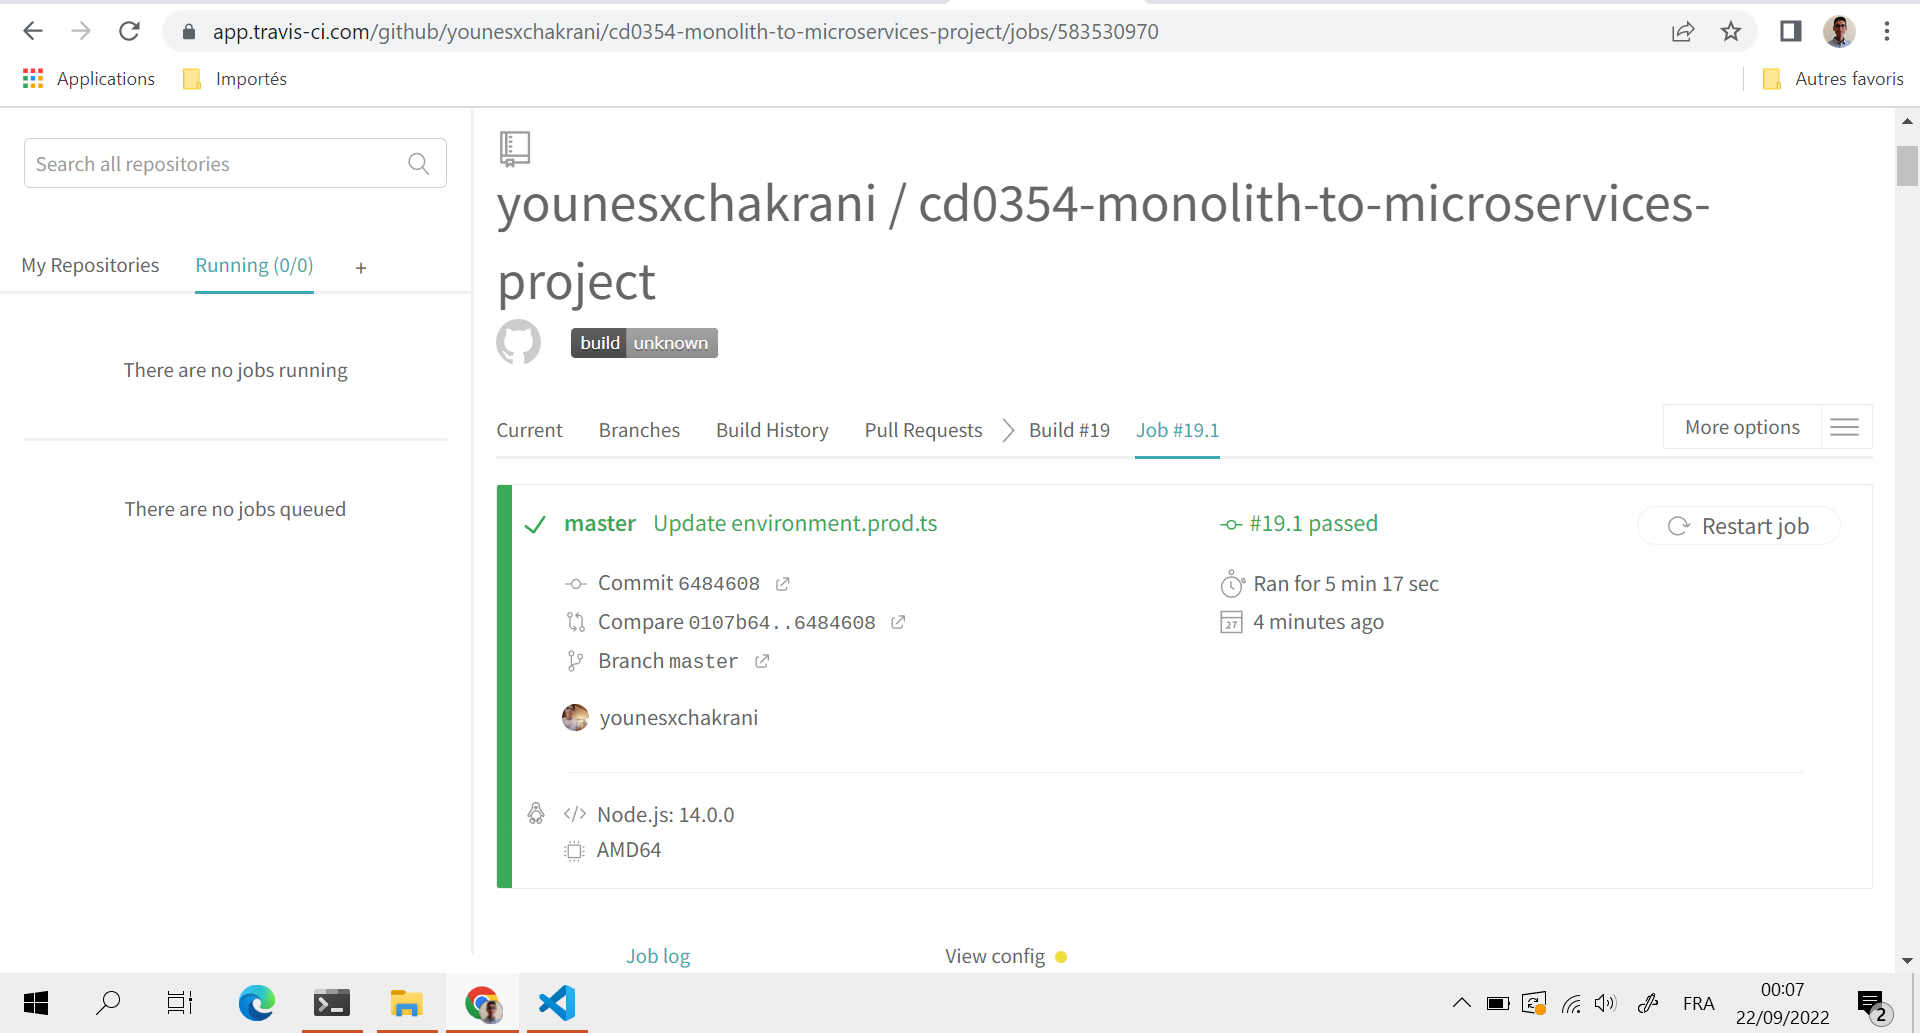 app.travis-ci.com/github/younesxchakrani/cd0354-monolith-to-microservices-project/jobs/583530970
Applications
Importés
Autres favoris
Search all repositories
My Repositories
Running (0/0)
+
There are no jobs running
There are no jobs queued
younesxchakrani / cd0354-monolith-to-microservices-
project
build unknown
Current
Branches
Build History
Pull Requests
Build #19
Job #19.1
More options
master Update environment.prod.ts
#19.1 passed
Restart job
Commit 6484608
Ran for 5 min 17 sec
Compare 0107b64..6484608
27
4 minutes ago
Branch master
younesxchakrani
</> Node.js: 14.0.0
AMD64
Job log
View config
FRA
00:07
22/09/2022
2